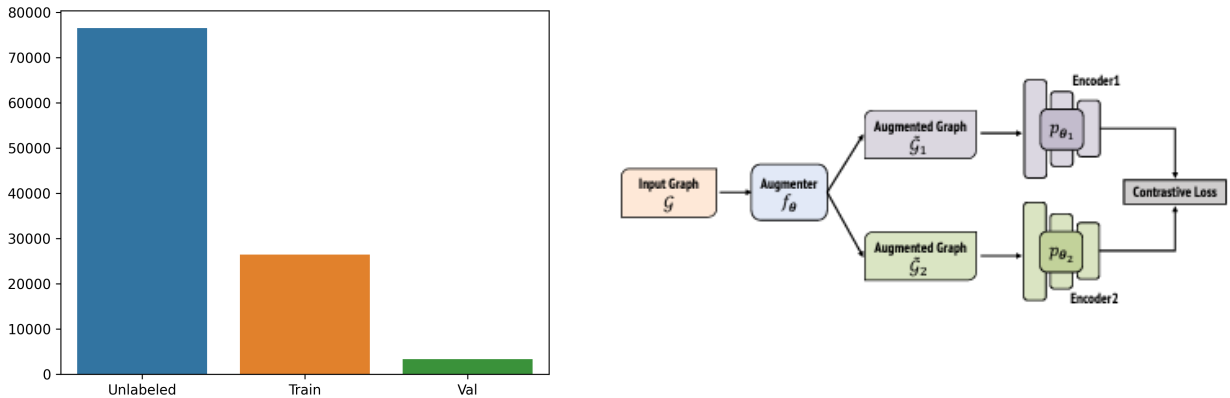 80000
70000
60000
50000
40000
30000
20000
10000
0
Unlabeled
Train
Val
Input Graph
𝒢
Augmenter
f_θ
Augmented Graph
𝒢̃₁
Augmented Graph
𝒢̃₂
Encoder1
p_θ₁
p_θ₂
Encoder2
Contrastive Loss